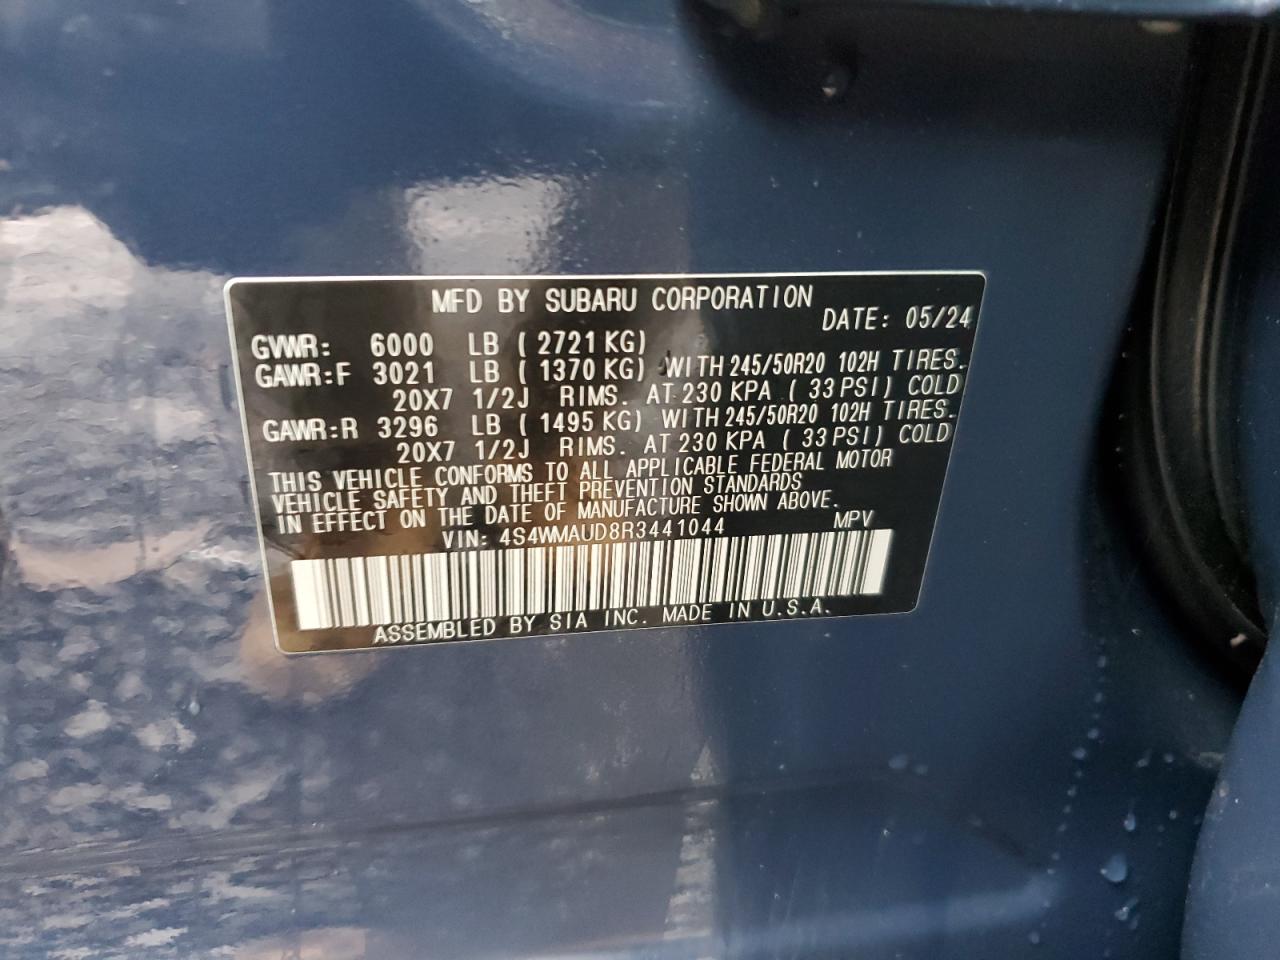 MFD BY SUBARU CORPORATION
DATE: 05/24
GVWR: 6000 LB ( 2721 KG)
GAWR:F 3021 LB ( 1370 KG) WITH 245/50R20 102H TIRES.
20X7 1/2J RIMS. AT 230 KPA ( 33 PSI) COLD
GAWR:R 3296 LB ( 1495 KG) WITH 245/50R20 102H TIRES.
20X7 1/2J RIMS. AT 230 KPA ( 33 PSI) COLD
THIS VEHICLE CONFORMS TO ALL APPLICABLE FEDERAL MOTOR
VEHICLE SAFETY AND THEFT PREVENTION STANDARDS
IN EFFECT ON THE DATE OF MANUFACTURE SHOWN ABOVE.
VIN: 4S4WMAUD8R3441044 MPV
ASSEMBLED BY SIA INC. MADE IN U.S.A.